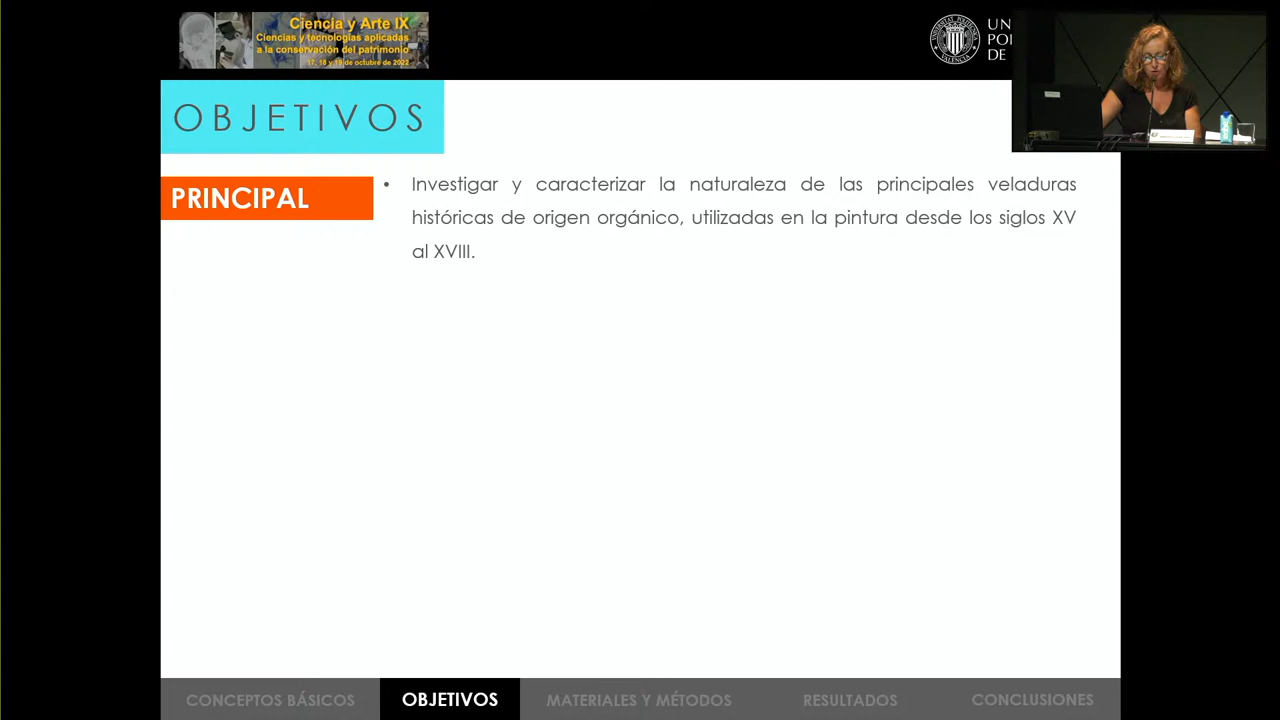 Ciencia y Arte IX
Ciencias y tecnologías aplicadas
a la conservación del patrimonio
17, 18 y 19 de octubre de 2022
UN
POL
DE
OBJETIVOS
PRINCIPAL
• Investigar y caracterizar la naturaleza de las principales veladuras
históricas de origen orgánico, utilizadas en la pintura desde los siglos XV
al XVIII.
CONCEPTOS BÁSICOS
OBJETIVOS
MATERIALES Y MÉTODOS
RESULTADOS
CONCLUSIONES